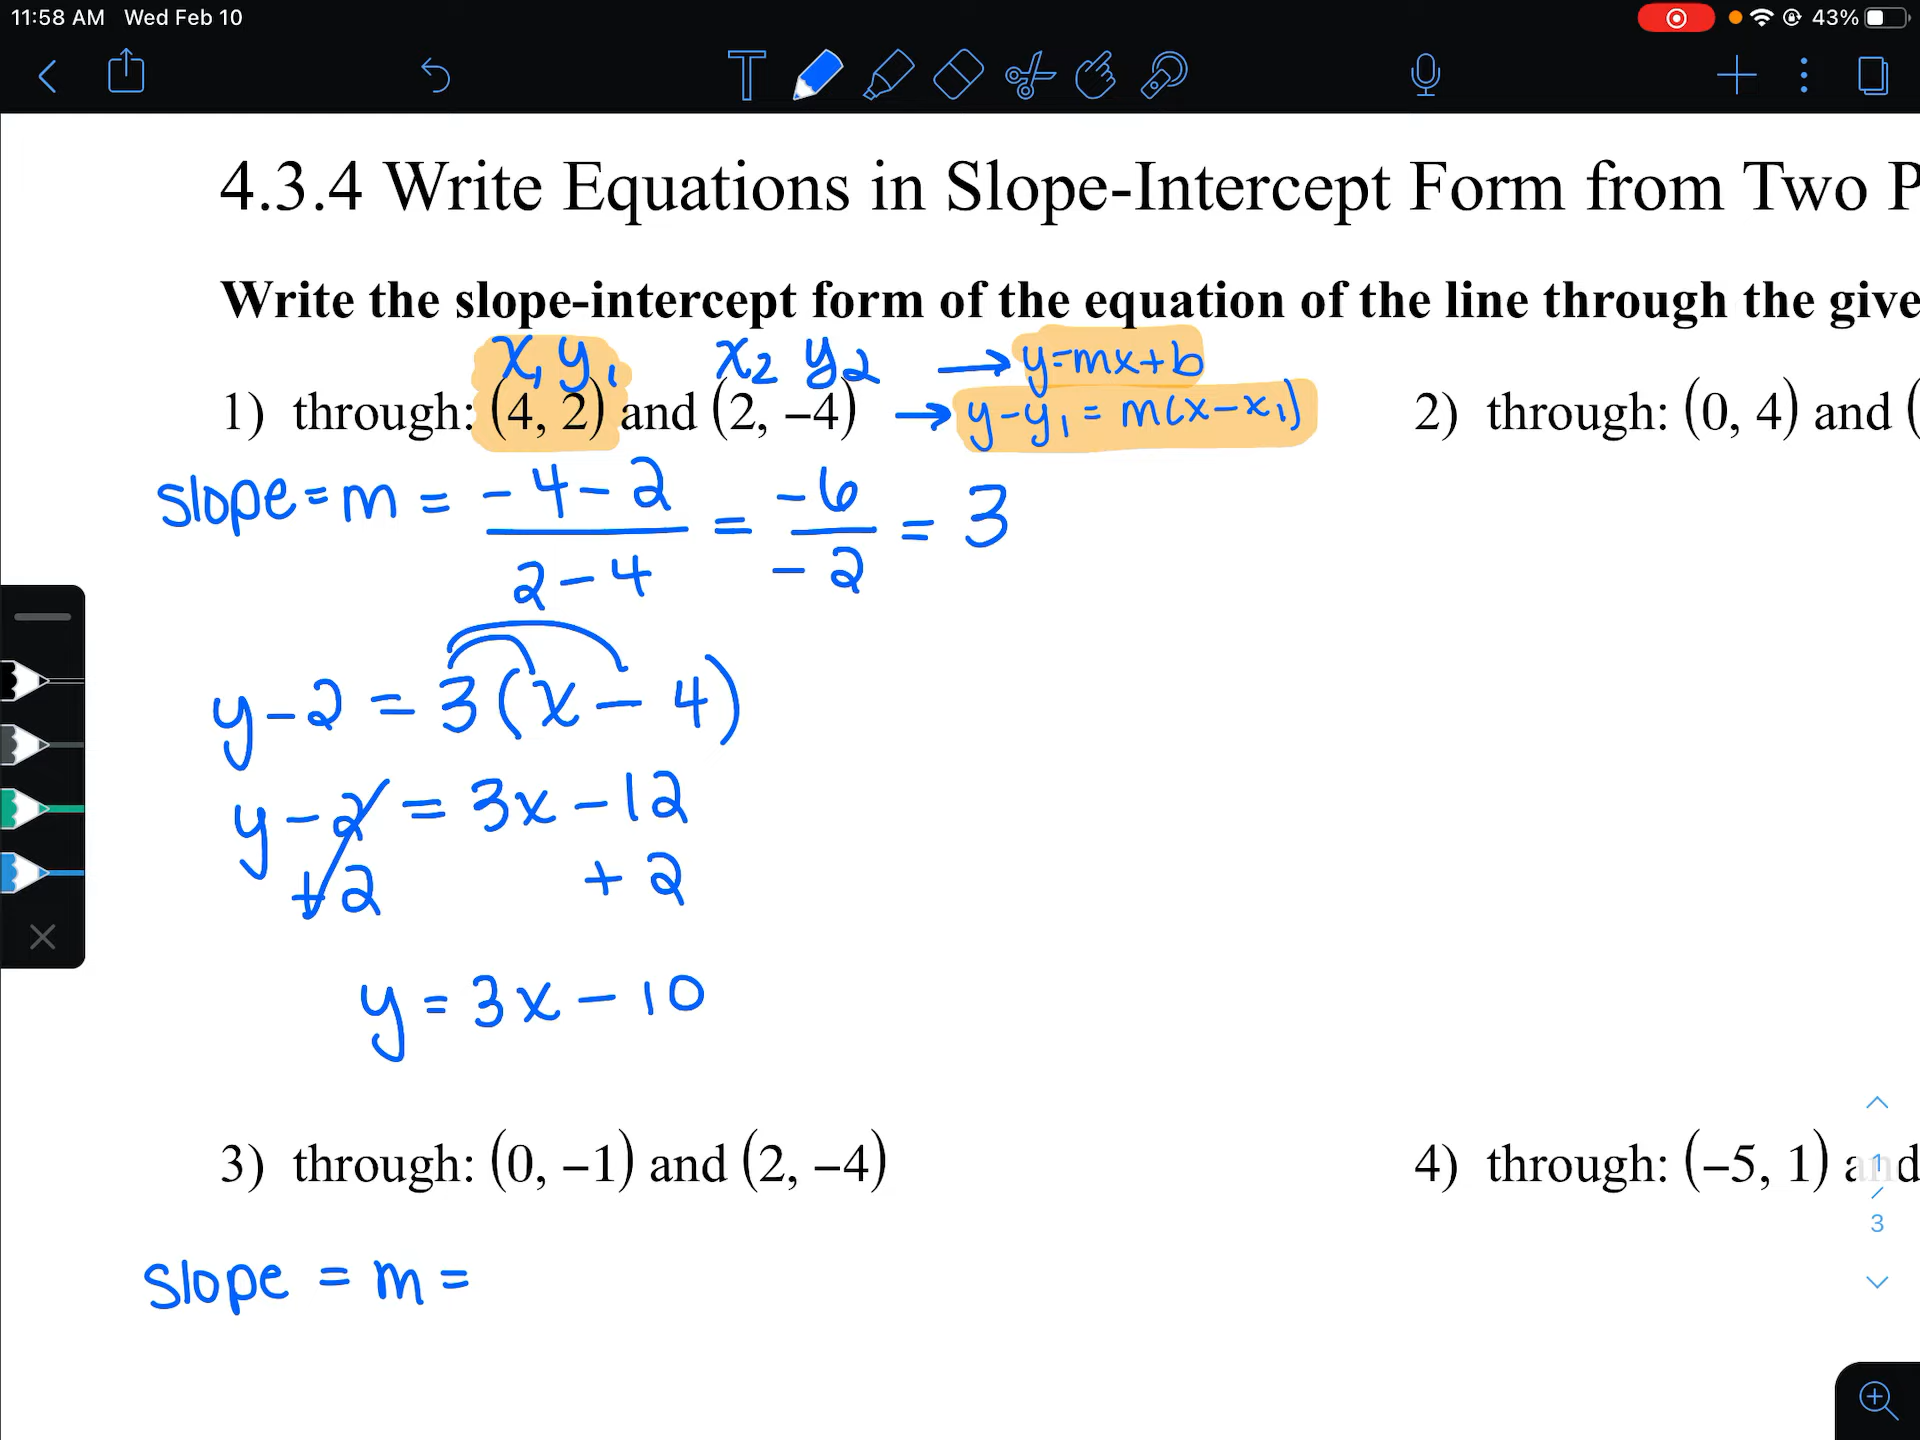 11:58 AM Wed Feb 10 43%
T
4.3.4 Write Equations in Slope-Intercept Form from Two P
Write the slope-intercept form of the equation of the line through the give
x₁ y₁ x₂ y₂ → y=mx+b
1) through: (4, 2) and (2, −4) → y−y₁ = m(x−x₁)
2) through: (0, 4) and (
slope = m = −4−2 / 2−4 = −6 / −2 = 3
y−2 = 3(x−4)
y−2 = 3x−12
+2 +2
y = 3x−10
3) through: (0, −1) and (2, −4)
4) through: (−5, 1) and
1
/
3
slope = m =